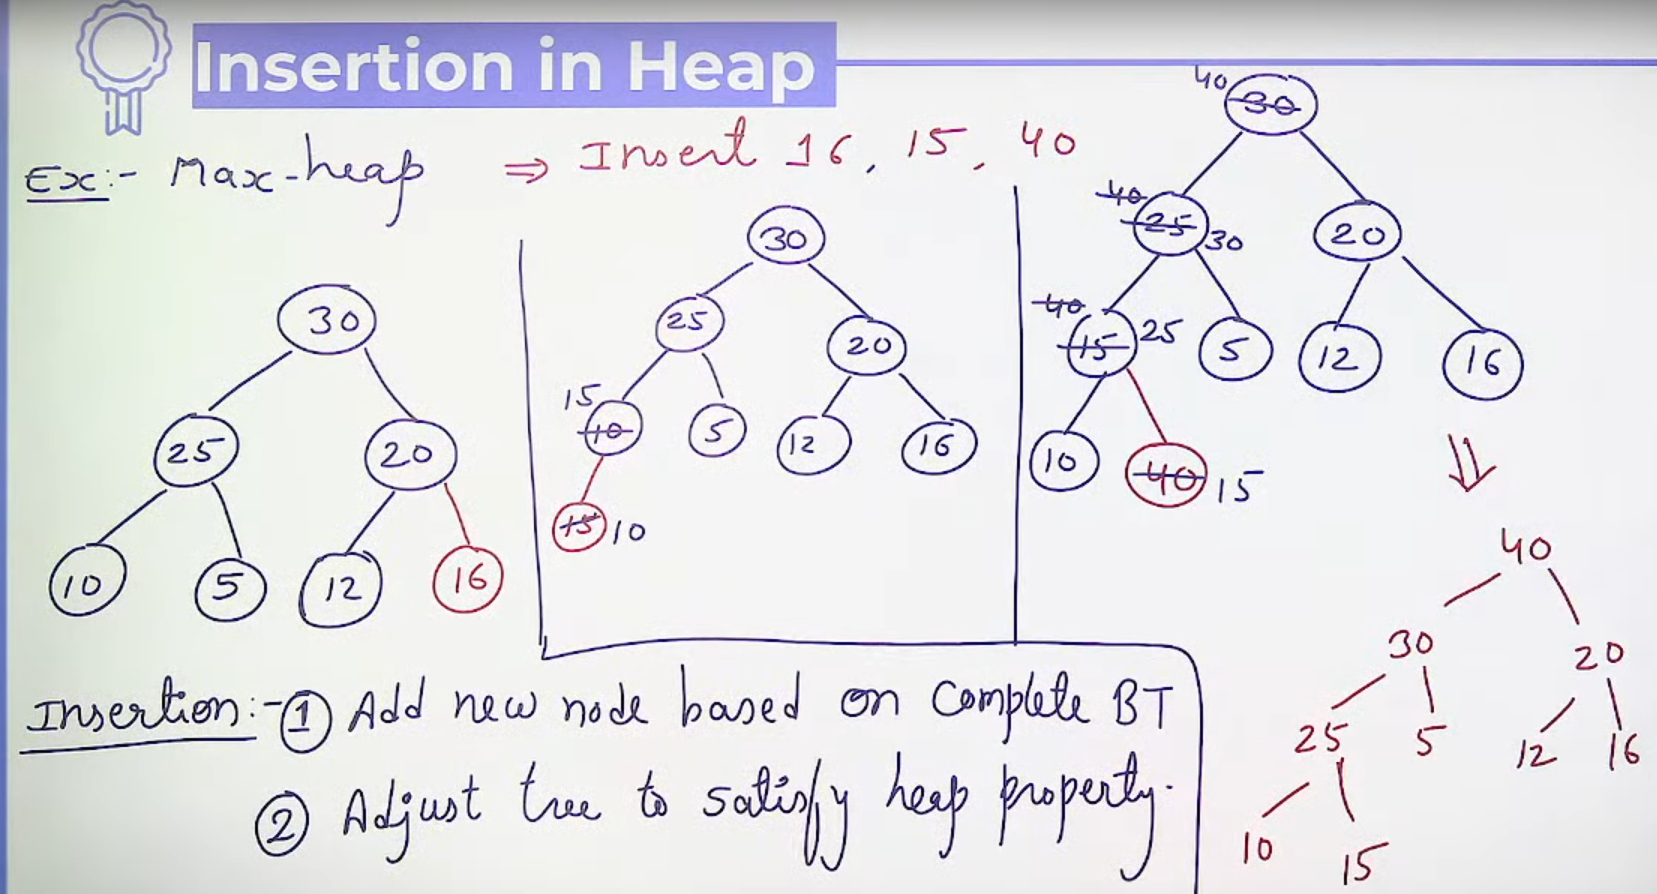 Insertion in Heap
Ex:- Max-heap ⇒ Insert 16, 15, 40
30
25 20
10 5 12 16
30
25 20
15
10 5 12 16
15 10
40 30
40
25 30 20
40
15 25 5 12 16
10 40 15
⇓
40
30 20
25 5 12 16
10 15
Insertion:- ① Add new node based on Complete BT
② Adjust tree to satisfy heap property.